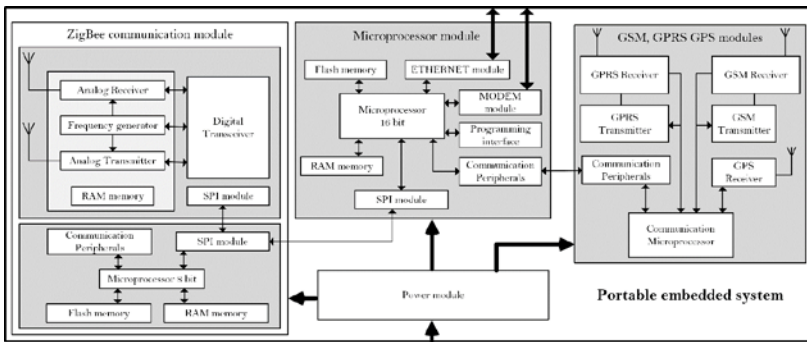 ZigBee communication module
Analog Receiver
Frequency generator
Analog Transmitter
Digital
Transceiver
RAM memory
SPI module
Communication
Peripherals
SPI module
Microprocessor 8 bit
Flash memory
RAM memory
Microprocessor module
Flash memory
ETHERNET module
Microprocessor
16 bit
MODEM
module
Programming
interface
RAM memory
Communication
Peripherals
SPI module
Power module
GSM, GPRS GPS modules
GPRS Receiver
GSM Receiver
GPRS
Transmitter
GSM
Transmitter
Communication
Peripherals
GPS
Receiver
Communication
Microprocessor
Portable embedded system